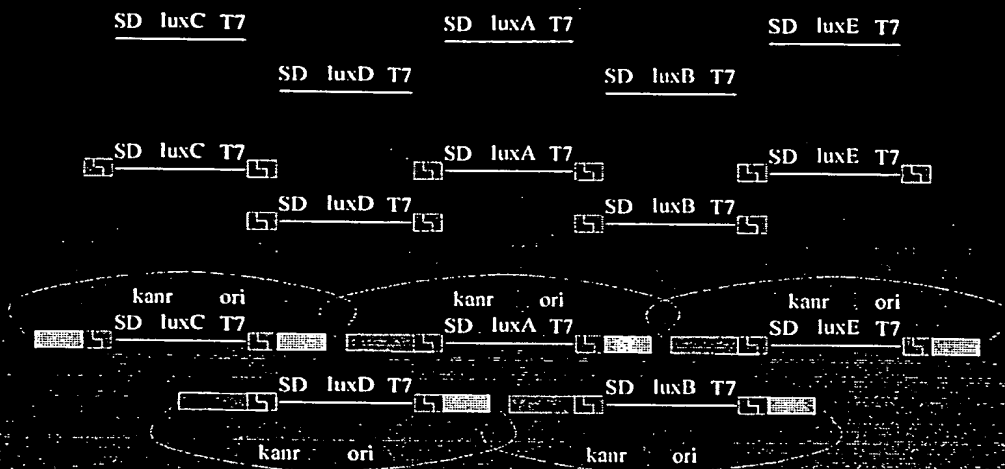 SD luxC T7 SD luxA T7 SD luxE T7
SD luxD T7 SD luxB T7
SD luxC T7 SD luxA T7 SD luxE T7
SD luxD T7 SD luxB T7
kanr ori kanr ori kanr ori
SD luxC T7 SD luxA T7 SD luxE T7
SD luxD T7 SD luxB T7
kanr ori kanr ori